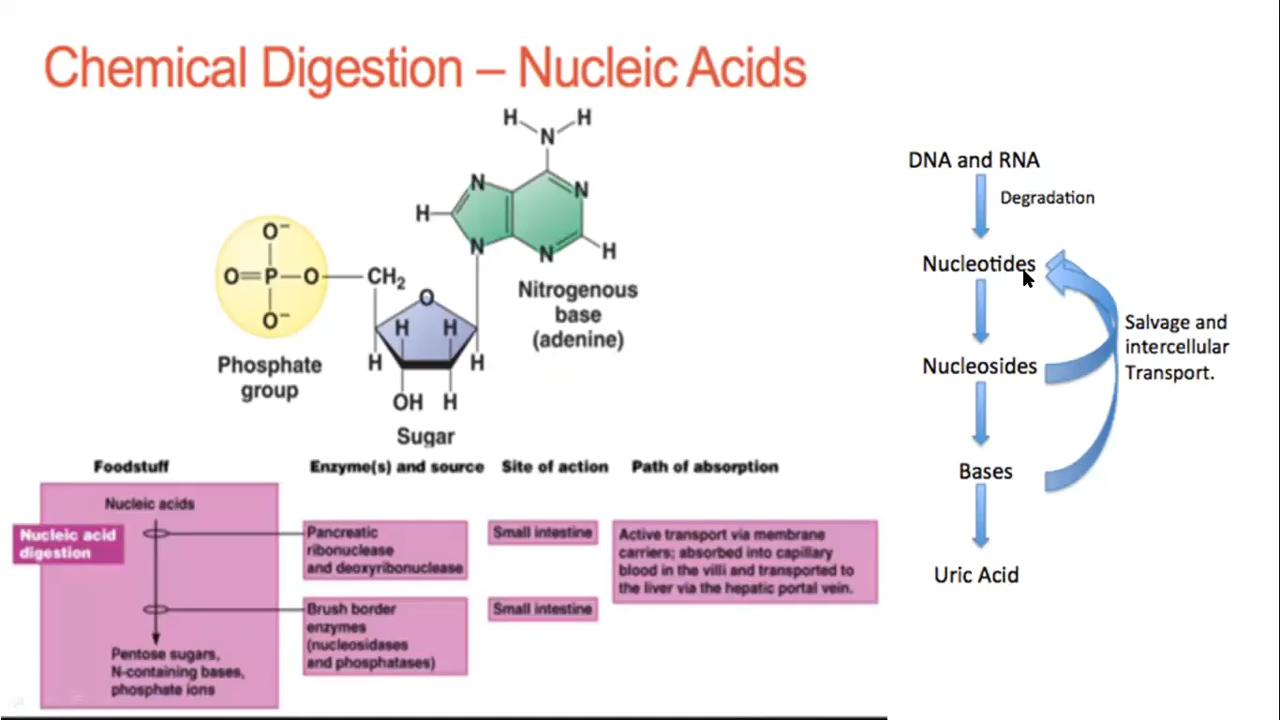 Chemical Digestion – Nucleic Acids
H H
N
N N
H
N N H
O⁻
O=P—O—CH₂
O⁻
O
H H
H H
OH H
Phosphate
group
Sugar
Nitrogenous
base
(adenine)
DNA and RNA
Degradation
Nucleotides
Nucleosides
Bases
Uric Acid
Salvage and
intercellular
Transport.
Foodstuff
Enzyme(s) and source
Site of action
Path of absorption
Nucleic acid
digestion
Nucleic acids
Pancreatic
ribonuclease
and deoxyribonuclease
Small intestine
Active transport via membrane
carriers; absorbed into capillary
blood in the villi and transported to
the liver via the hepatic portal vein.
Brush border
enzymes
(nucleosidases
and phosphatases)
Small intestine
Pentose sugars,
N-containing bases,
phosphate ions